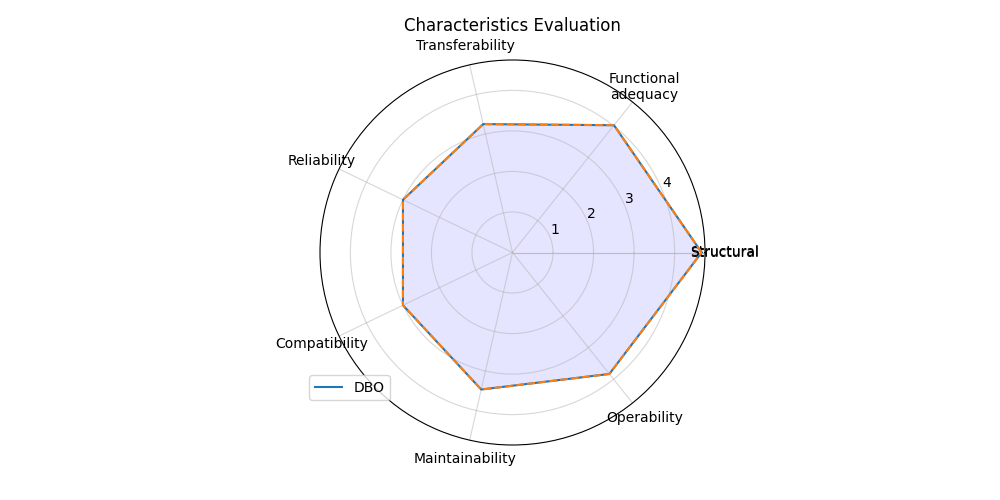 Characteristics Evaluation
Transferability
Functional
adequacy
Reliability
4
3
2
1
Structural
Compatibility
DBO
Operability
Maintainability